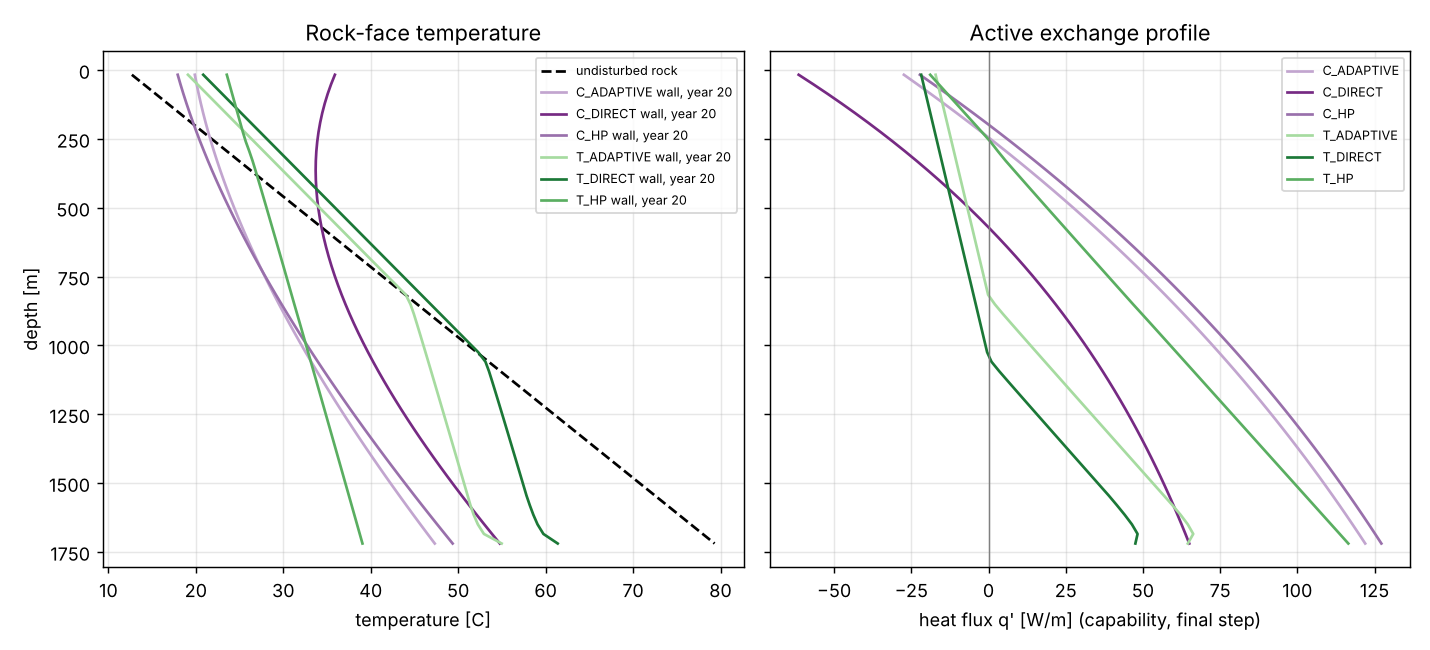 Rock-face temperature
undisturbed rock
C_ADAPTIVE wall, year 20
C_DIRECT wall, year 20
C_HP wall, year 20
T_ADAPTIVE wall, year 20
T_DIRECT wall, year 20
T_HP wall, year 20
depth [m]
0
250
500
750
1000
1250
1500
1750
10
20
30
40
50
60
70
80
temperature [C]
Active exchange profile
C_ADAPTIVE
C_DIRECT
C_HP
T_ADAPTIVE
T_DIRECT
T_HP
−50
−25
0
25
50
75
100
125
heat flux q' [W/m] (capability, final step)